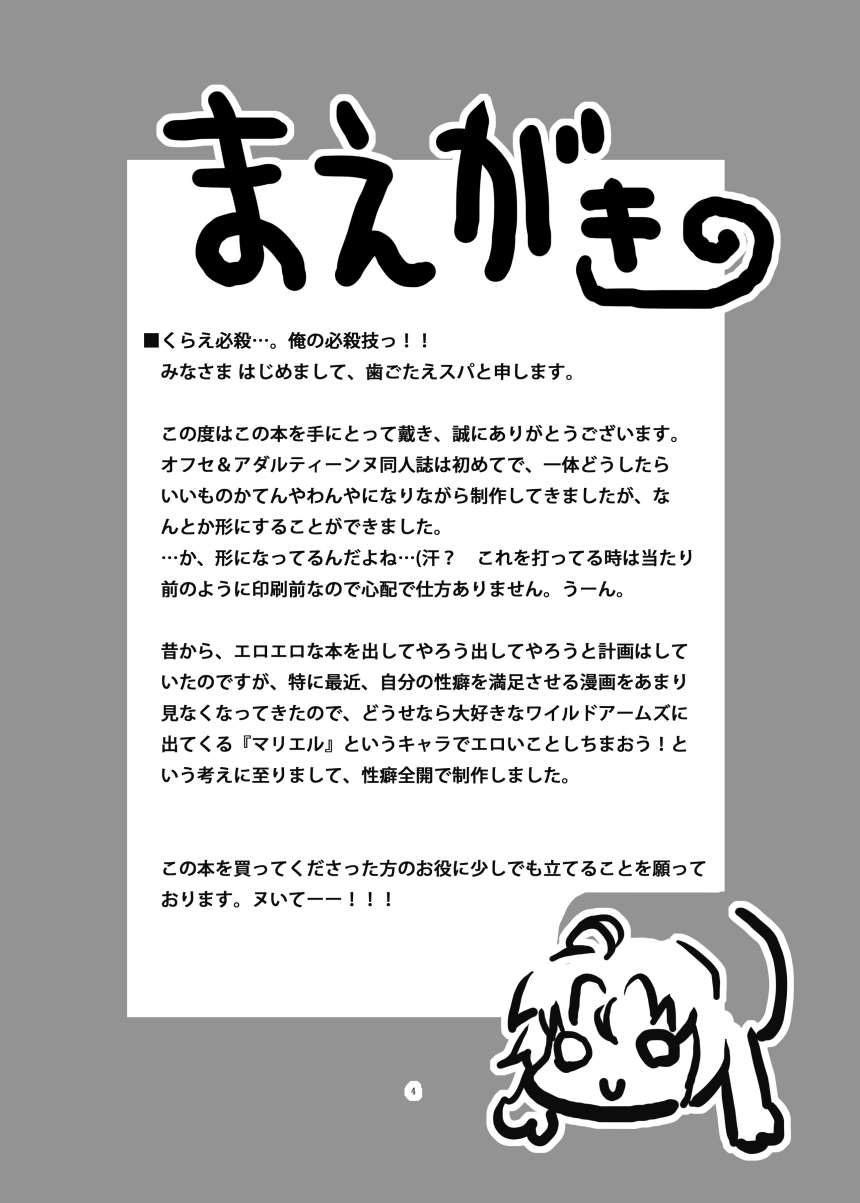 まえがき
■くらえ必殺…。俺の必殺技っ！！
みなさま はじめまして、歯ごたえスパと申します。
この度はこの本を手にとって戴き、誠にありがとうございます。
オフセ＆アダルティーンヌ同人誌は初めてで、一体どうしたら
いいものかてんやわんやになりながら制作してきましたが、な
んとか形にすることができました。
…か、形になってるんだよね…(汗？　これを打ってる時は当たり
前のように印刷前なので心配で仕方ありません。うーん。
昔から、エロエロな本を出してやろう出してやろうと計画はして
いたのですが、特に最近、自分の性癖を満足させる漫画をあまり
見なくなってきたので、どうせなら大好きなワイルドアームズに
出てくる『マリエル』というキャラでエロいことしちまおう！と
いう考えに至りまして、性癖全開で制作しました。
この本を買ってくださった方のお役に少しでも立てることを願って
おります。ヌいてーー！！！
4